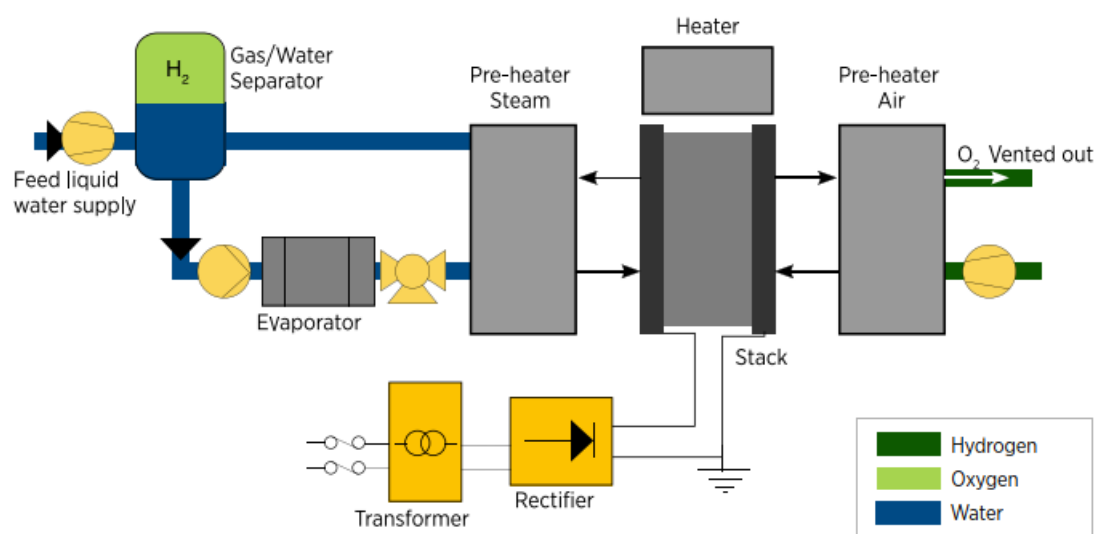 Heater
Gas/Water
Separator
H₂
Pre-heater
Steam
Pre-heater
Air
O₂ Vented out
Feed liquid
water supply
Evaporator
Stack
Transformer
Rectifier
Hydrogen
Oxygen
Water